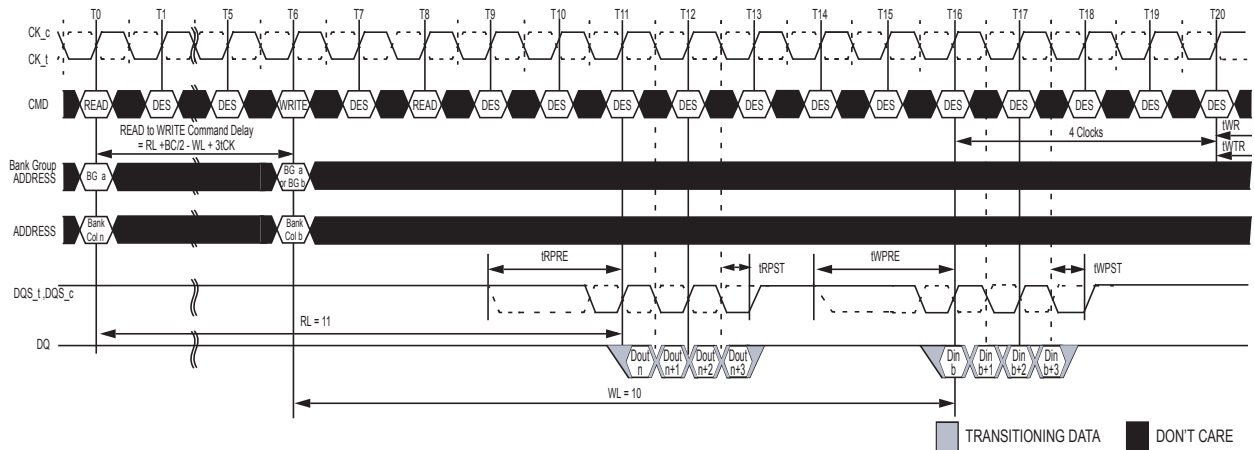 T0 T1 T5 T6 T7 T8 T9 T10 T11 T12 T13 T14 T15 T16 T17 T18 T19 T20
CK_c
CK_t
CMD READ DES DES WRITE DES READ DES DES DES DES DES DES DES DES DES DES DES DES
READ to WRITE Command Delay
= RL +BC/2 - WL + 3tCK
4 Clocks
tWR
tWTR
Bank Group
ADDRESS
BG a
BG a
or BG b
ADDRESS
Bank
Col n
Bank
Col b
tRPRE tRPST tWPRE tWPST
DQS_t ,DQS_c
RL = 11
DQ
Dout
n
Dout
n+1
Dout
n+2
Dout
n+3
Din
b
Din
b+1
Din
b+2
Din
b+3
WL = 10
TRANSITIONING DATA DON'T CARE